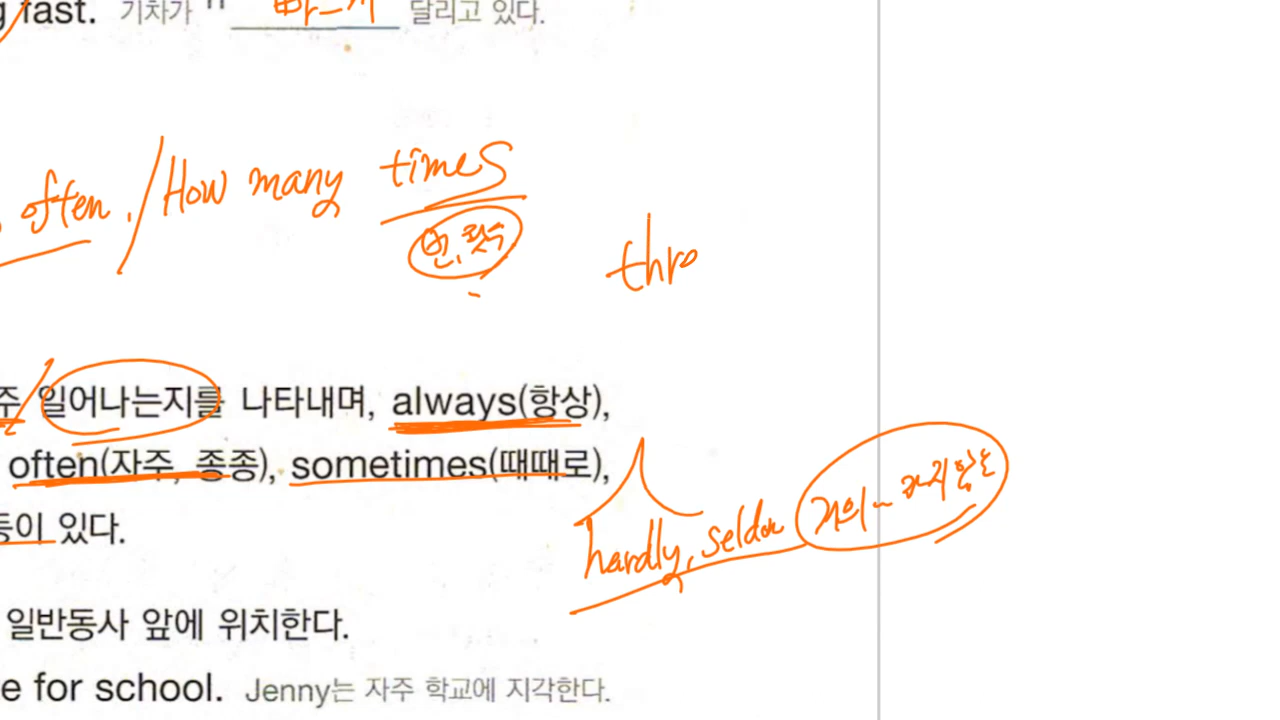 fast. 기차가 " 빠르게 달리고 있다.
often. / How many times
번, 횟수
thre
일어나는지를 나타내며, always(항상),
often(자주, 종종), sometimes(때때로),
hardly, seldom 거의 ~ 하지 않는
등이 있다.
일반동사 앞에 위치한다.
e for school. Jenny는 자주 학교에 지각한다.